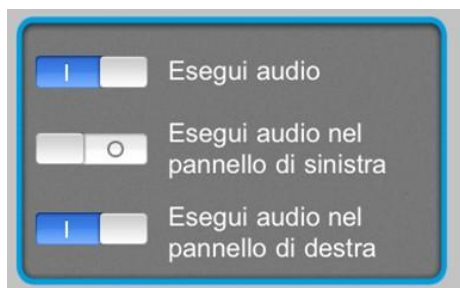 Esegui audio
Esegui audio nel
pannello di sinistra
Esegui audio nel
pannello di destra